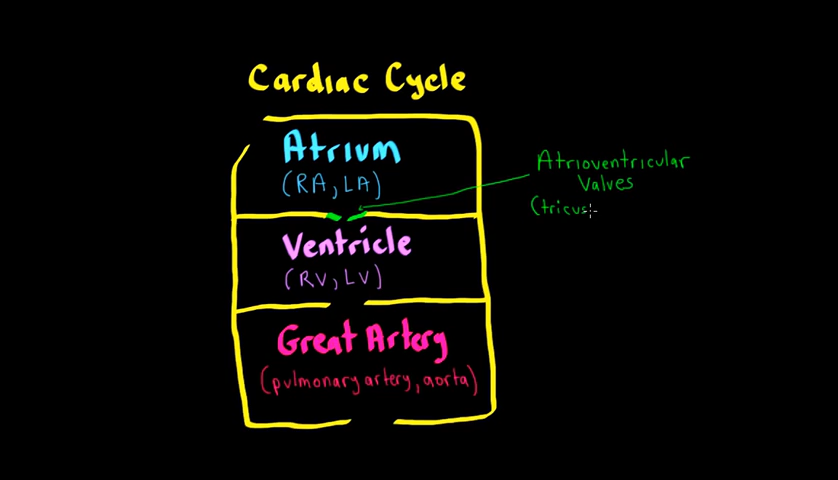 Cardiac Cycle
Atrium
(RA, LA)
Atrioventricular
Valves
(tricus
Ventricle
(RV, LV)
Great Artery
(pulmonary artery, aorta)